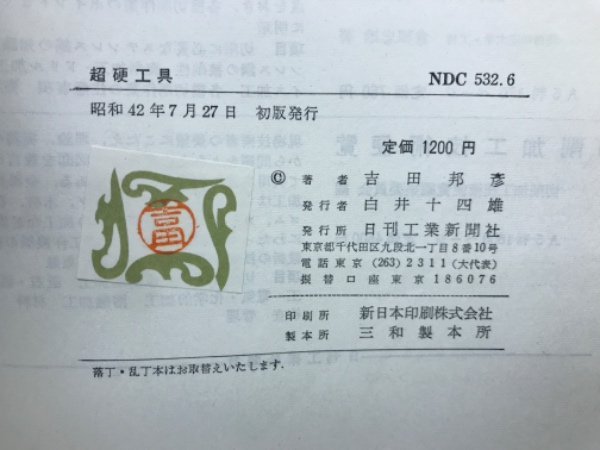 超硬工具 NDC 532.6
昭和42年7月27日 初版発行
定価 1200円
© 著者 吉田邦彦
発行者 白井十四雄
発行所 日刊工業新聞社
東京都千代田区九段北一丁目8番10号
電話東京 (263) 2311 (大代表)
振替口座東京 186076
印刷所 新日本印刷株式会社
製本所 三和製本所
落丁・乱丁本はお取替えいたします.
吉田